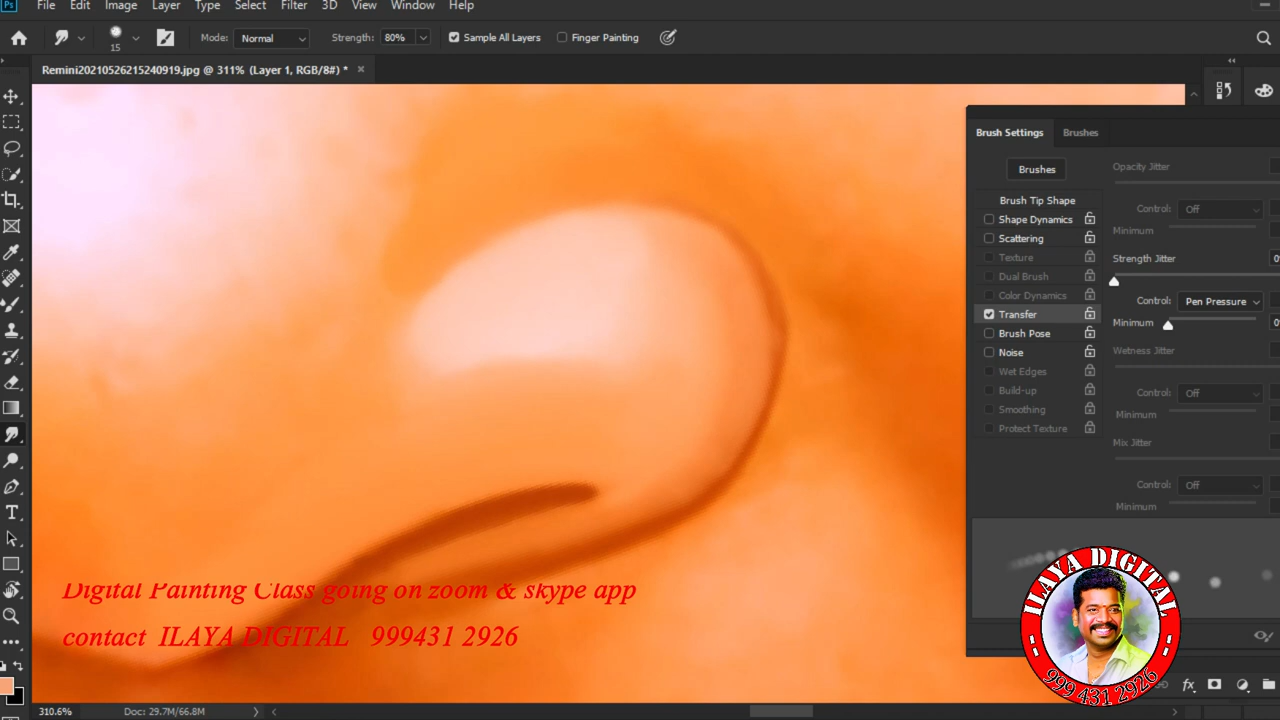 Ps File Edit Image Layer Type Select Filter 3D View Window Help
15 Mode: Normal Strength: 80% Sample All Layers Finger Painting
Remini20210526215240919.jpg @ 311% (Layer 1, RGB/8#) * ×
Brush Settings Brushes
Brushes
Brush Tip Shape
Shape Dynamics
Scattering
Texture
Dual Brush
Color Dynamics
Transfer
Brush Pose
Noise
Wet Edges
Build-up
Smoothing
Protect Texture
Opacity Jitter
Control: Off
Minimum
Strength Jitter
Control: Pen Pressure
Minimum
Wetness Jitter
Control: Off
Minimum
Mix Jitter
Control: Off
Minimum
Digital Painting Class going on zoom & skype app
contact ILAYA DIGITAL 999431 2926
ILAYA DIGITAL
999 431 2926
fx
310.6% Doc: 29.7M/66.8M